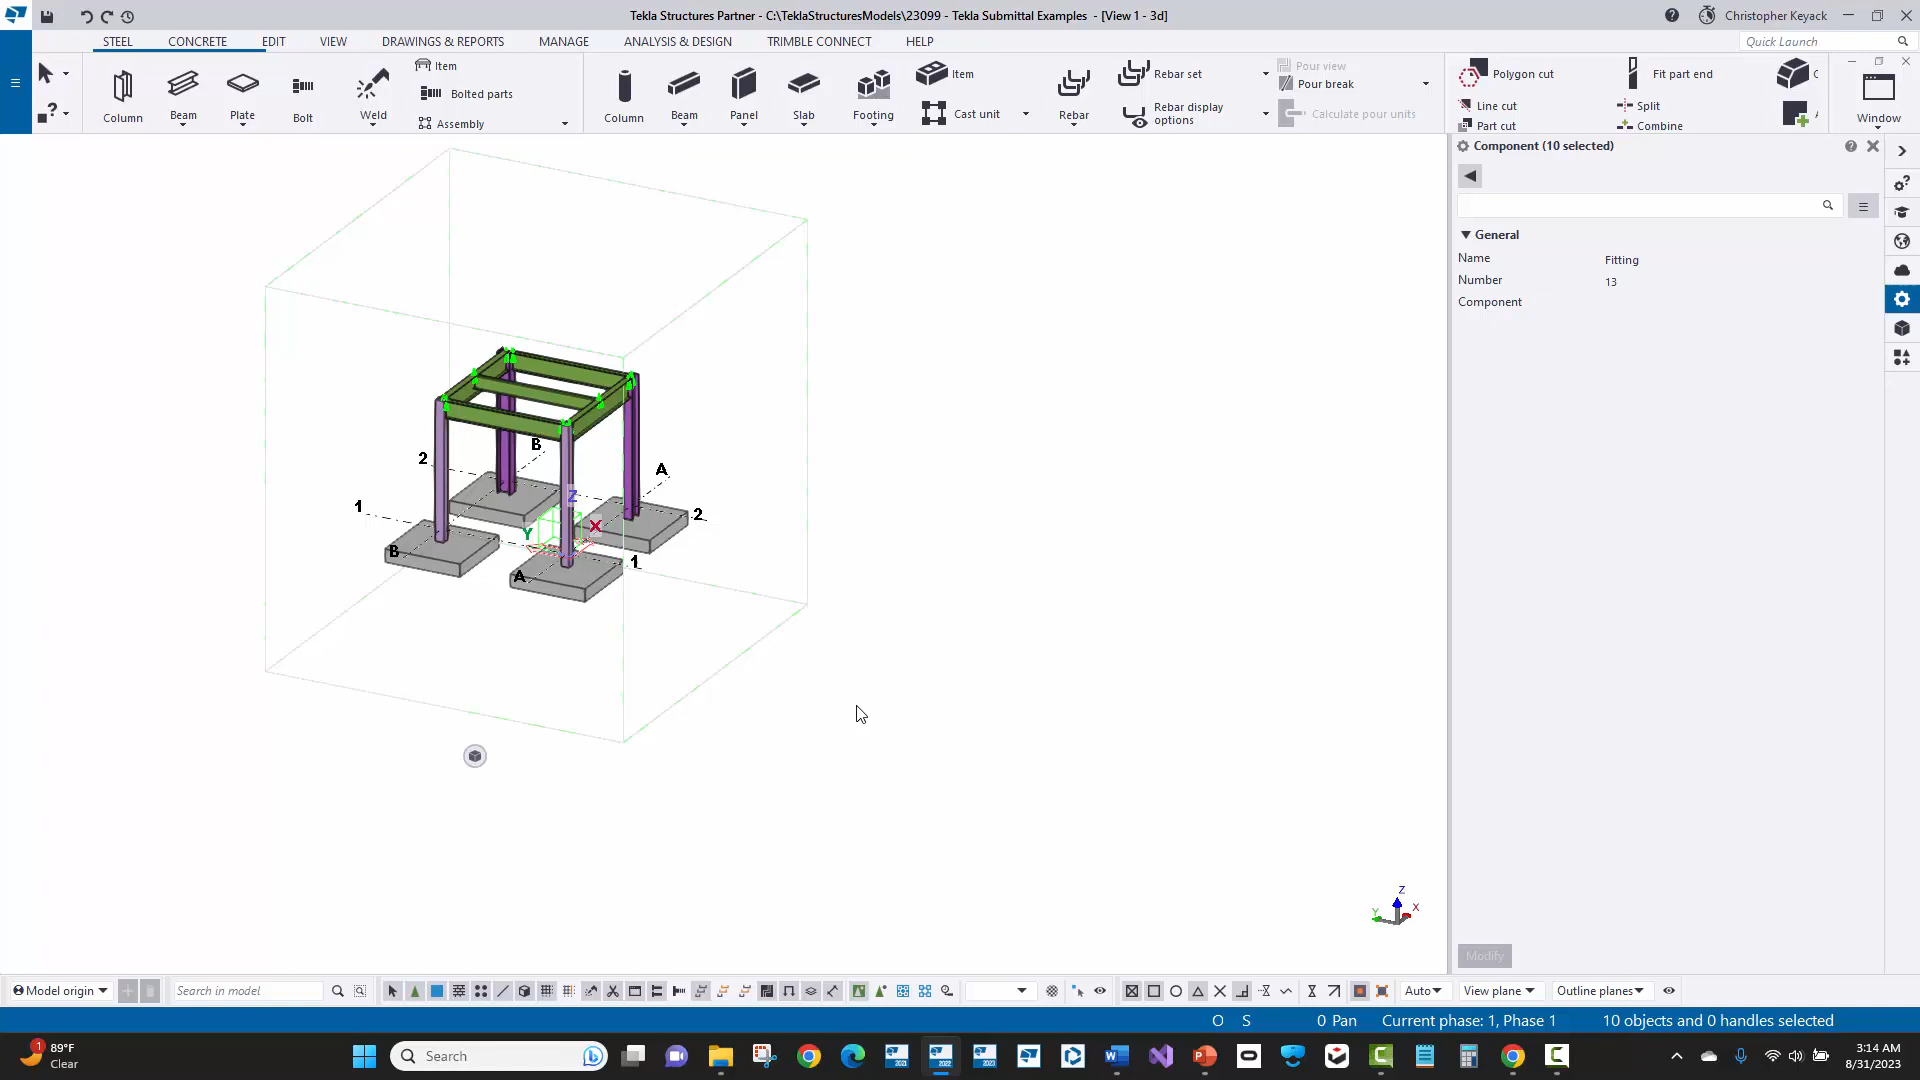 Tekla Structures Partner - C:\TeklaStructuresModels\23099 - Tekla Submittal Examples - [View 1 - 3d]
Christopher Keyack
STEEL CONCRETE EDIT VIEW DRAWINGS & REPORTS MANAGE ANALYSIS & DESIGN TRIMBLE CONNECT HELP
Quick Launch
Column Beam Plate Bolt Weld
Item
Bolted parts
Assembly
Column Beam Panel Slab Footing
Item
Cast unit
Rebar
Rebar set
Rebar display
options
Pour view
Pour break
Calculate pour units
Polygon cut
Line cut
Part cut
Fit part end
Split
Combine
Window
Component (10 selected)
General
Name Fitting
Number 13
Component
B
2
A
1
Z
2
Y
X
B
1
A
Z
Y
X
Modify
Model origin
Search in model
Auto
View plane
Outline planes
O S 0 Pan Current phase: 1, Phase 1 10 objects and 0 handles selected
1
89°F
Clear
Search
2021
2022
2023
3:14 AM
8/31/2023